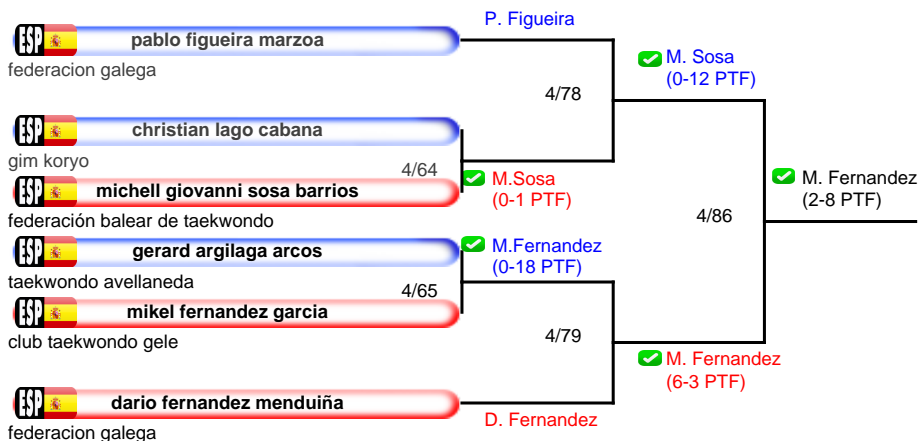 P. Figueira
ESP pablo figueira marzoa
federacion galega
M. Sosa
(0-12 PTF)
4/78
ESP christian lago cabana
gim koryo
4/64
M.Sosa
(0-1 PTF)
ESP michell giovanni sosa barrios
federación balear de taekwondo
M. Fernandez
(2-8 PTF)
4/86
ESP gerard argilaga arcos
taekwondo avellaneda
M.Fernandez
(0-18 PTF)
4/65
ESP mikel fernandez garcia
club taekwondo gele
4/79
M. Fernandez
(6-3 PTF)
ESP dario fernandez menduiña
federacion galega
D. Fernandez